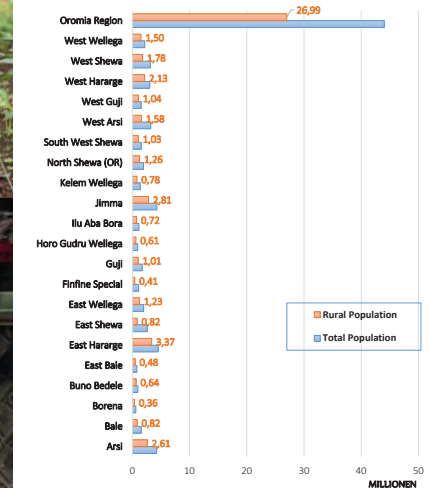 Oromia Region 26,99
West Wellega 1,50
West Shewa 1,78
West Hararge 2,13
West Guji 1,04
West Arsi 1,58
South West Shewa 1,03
North Shewa (OR) 1,26
Kelem Wellega 0,78
Jimma 2,81
Ilu Aba Bora 0,72
Horo Gudru Wellega 0,61
Guji 1,01
Finfine Special 0,41
East Wellega 1,23
East Shewa 0,82
East Hararge 3,37
East Bale 0,48
Buno Bedele 0,64
Borena 0,36
Bale 0,82
Arsi 2,61
Rural Population
Total Population
0 10 20 30 40 50
MILLIONEN